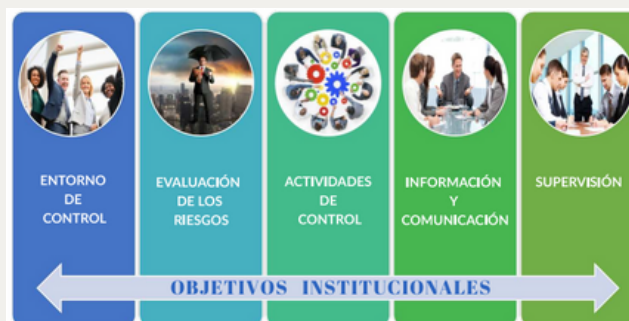 ENTORNO
DE
CONTROL
EVALUACIÓN
DE LOS
RIESGOS
ACTIVIDADES
DE
CONTROL
INFORMACIÓN
Y
COMUNICACIÓN
SUPERVISIÓN
OBJETIVOS INSTITUCIONALES